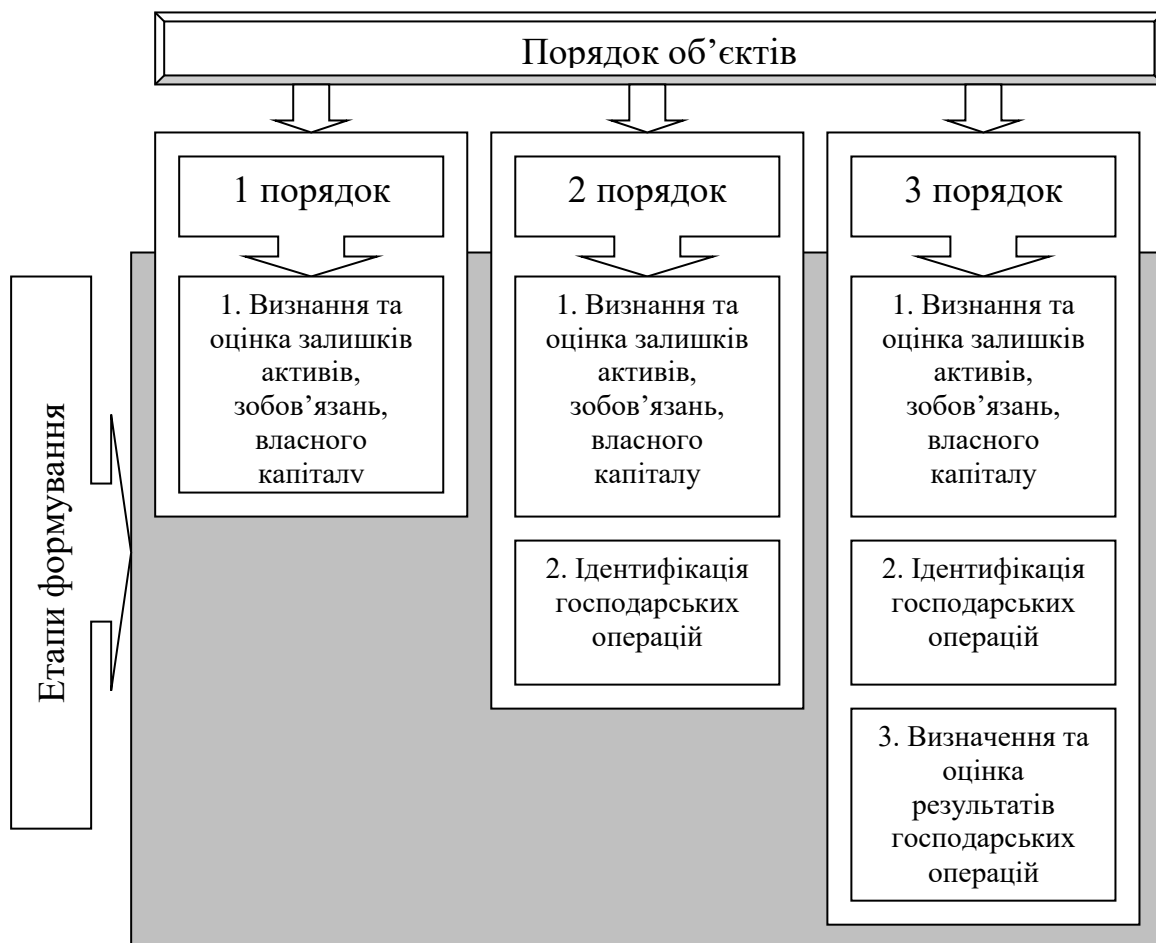 Порядок об’єктів
1 порядок
2 порядок
3 порядок
Етапи формування
1. Визнання та
оцінка залишків
активів,
зобов’язань,
власного
капіталу
1. Визнання та
оцінка залишків
активів,
зобов’язань,
власного
капіталу
2. Ідентифікація
господарських
операцій
1. Визнання та
оцінка залишків
активів,
зобов’язань,
власного
капіталу
2. Ідентифікація
господарських
операцій
3. Визначення та
оцінка
результатів
господарських
операцій